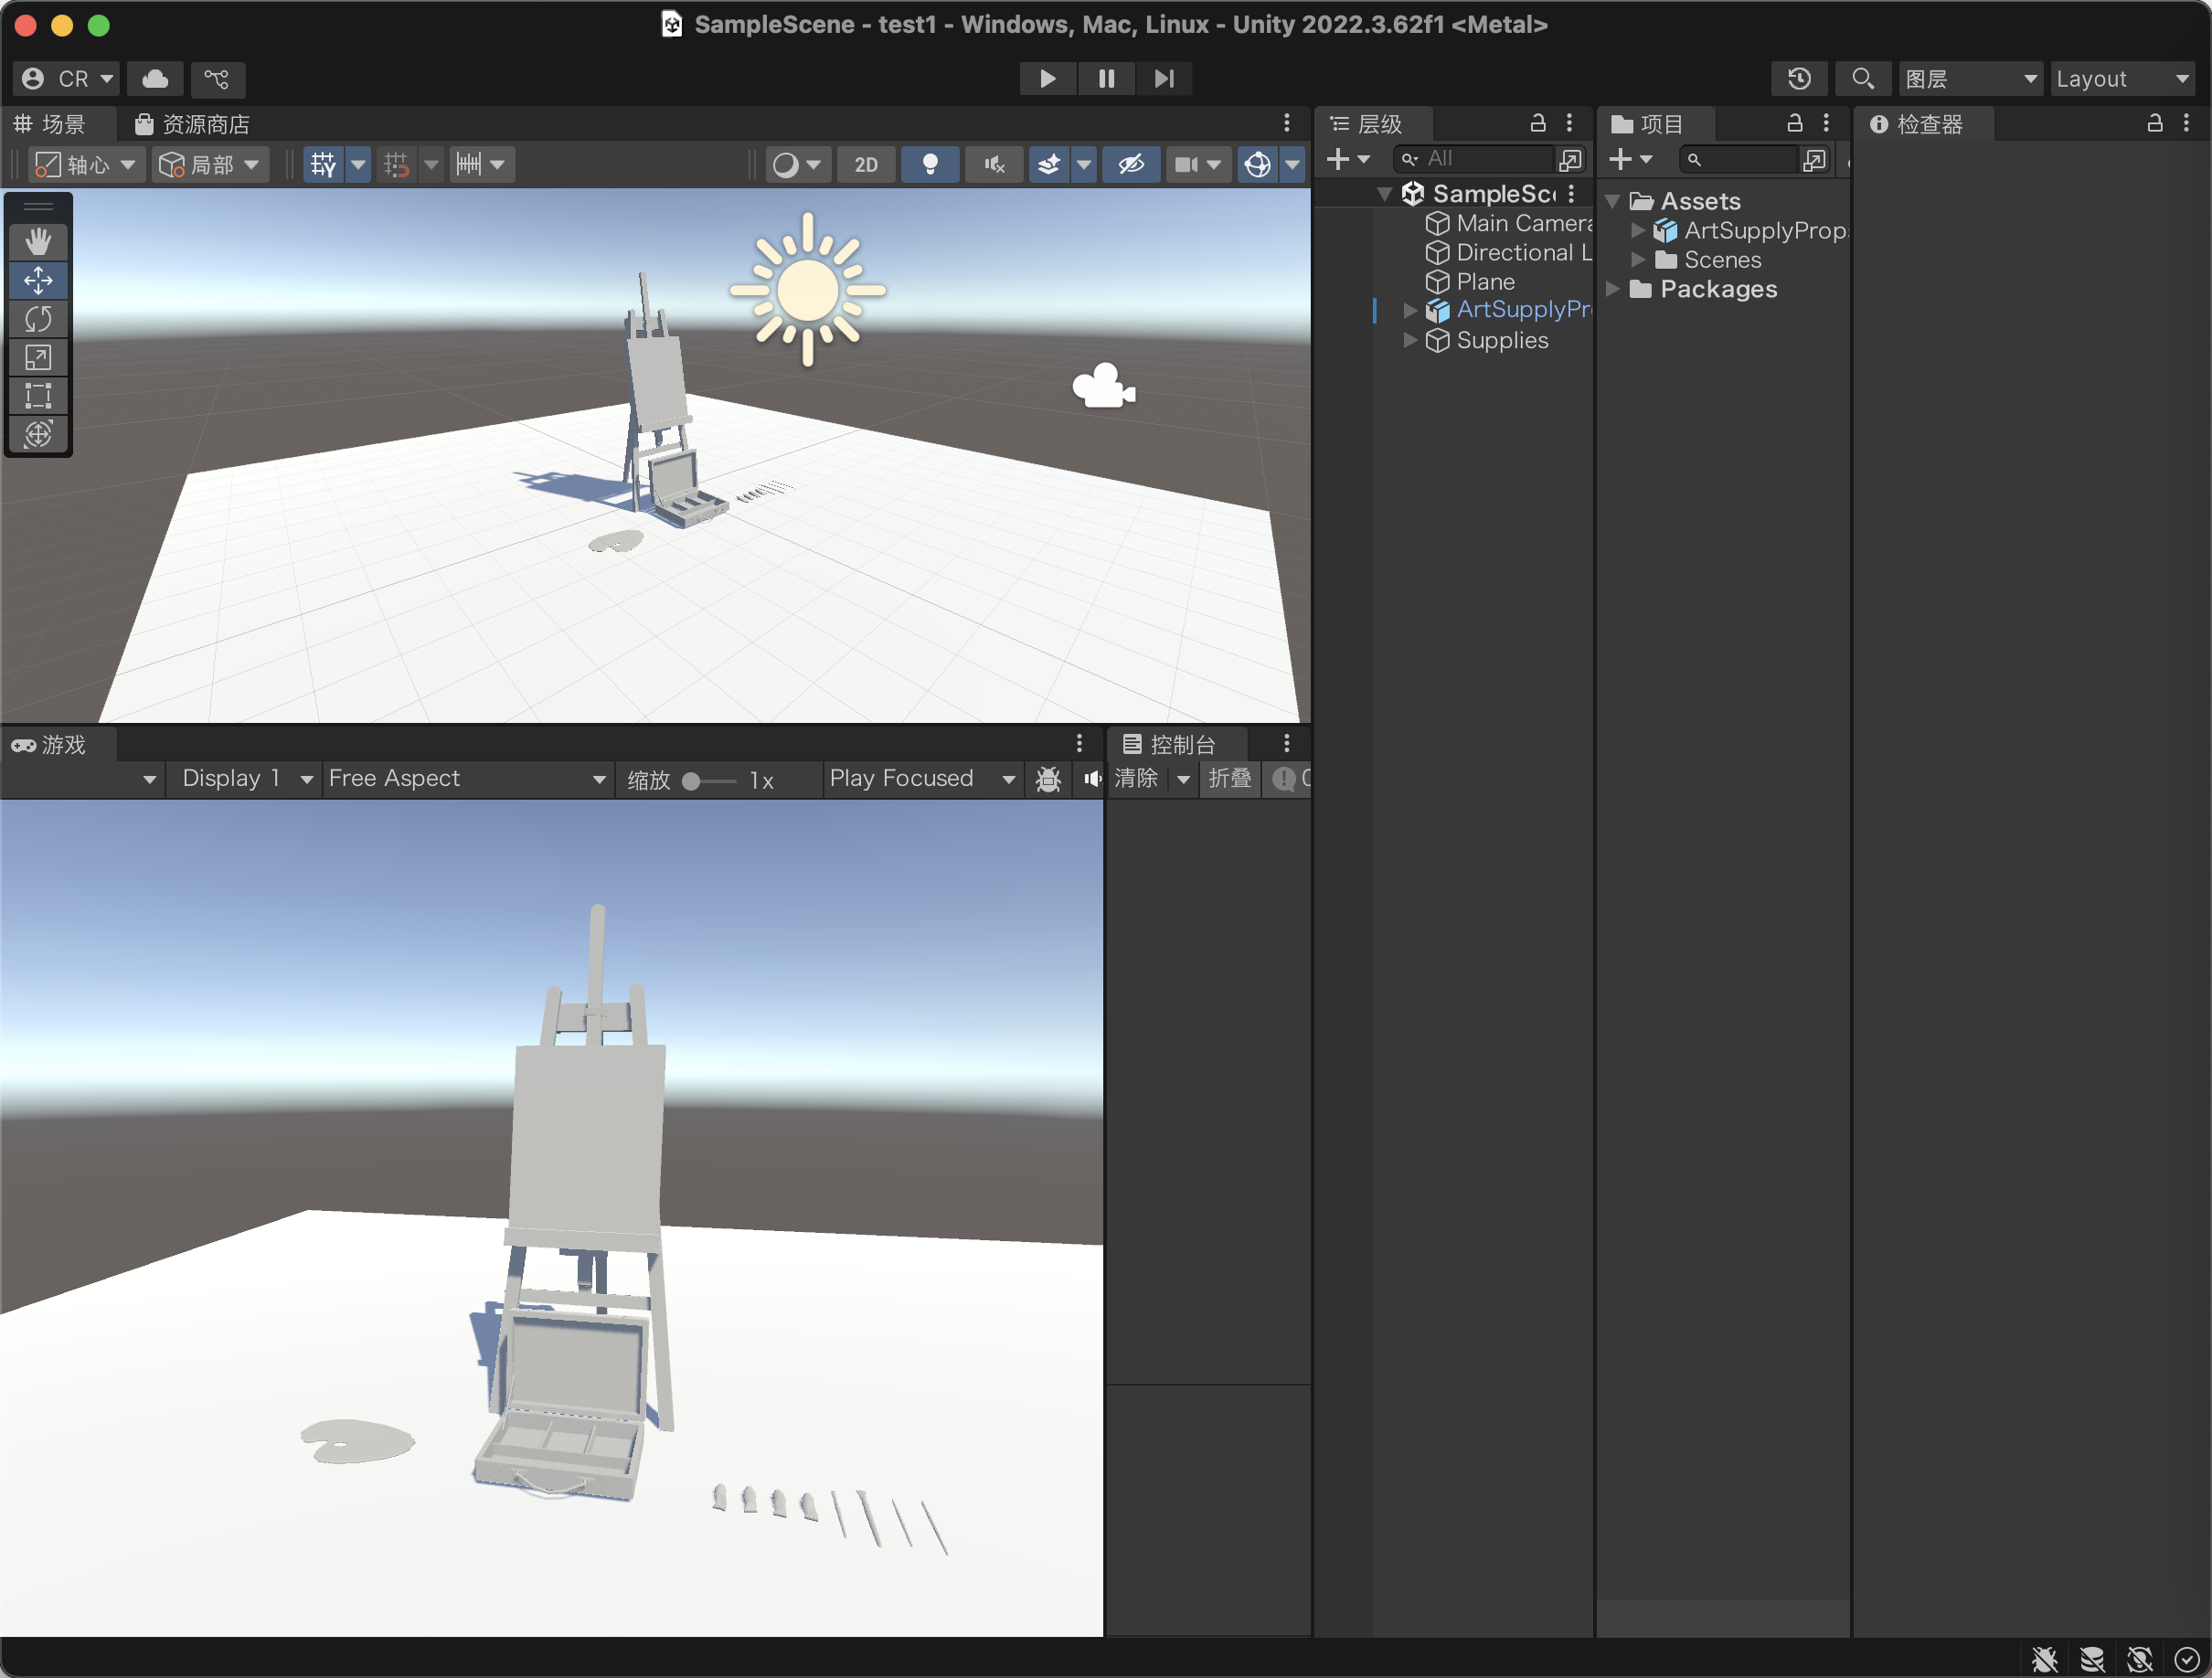 SampleScene - test1 - Windows, Mac, Linux - Unity 2022.3.62f1 <Metal>
CR
图层
Layout
场景
资源商店
层级
项目
检查器
轴心
局部
2D
All
SampleSc
Main Camera
Directional L
Plane
ArtSupplyPr
Supplies
Assets
ArtSupplyProp
Scenes
Packages
游戏
控制台
Display 1
Free Aspect
缩放
1x
Play Focused
清除
折叠